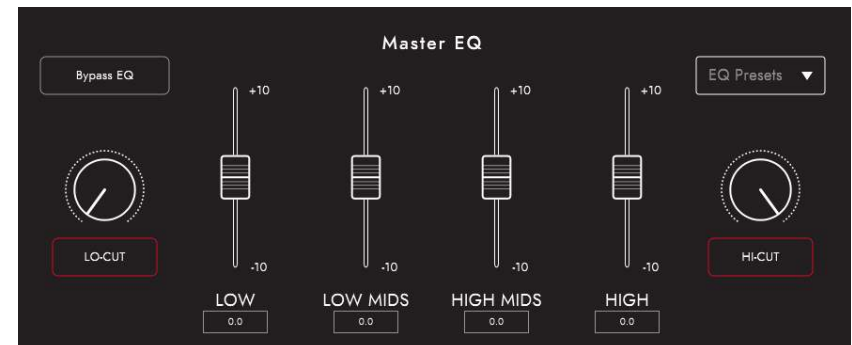 Master EQ
Bypass EQ
EQ Presets
+10 +10 +10 +10
LO-CUT
HI-CUT
-10 -10 -10 -10
LOW LOW MIDS HIGH MIDS HIGH
0.0 0.0 0.0 0.0